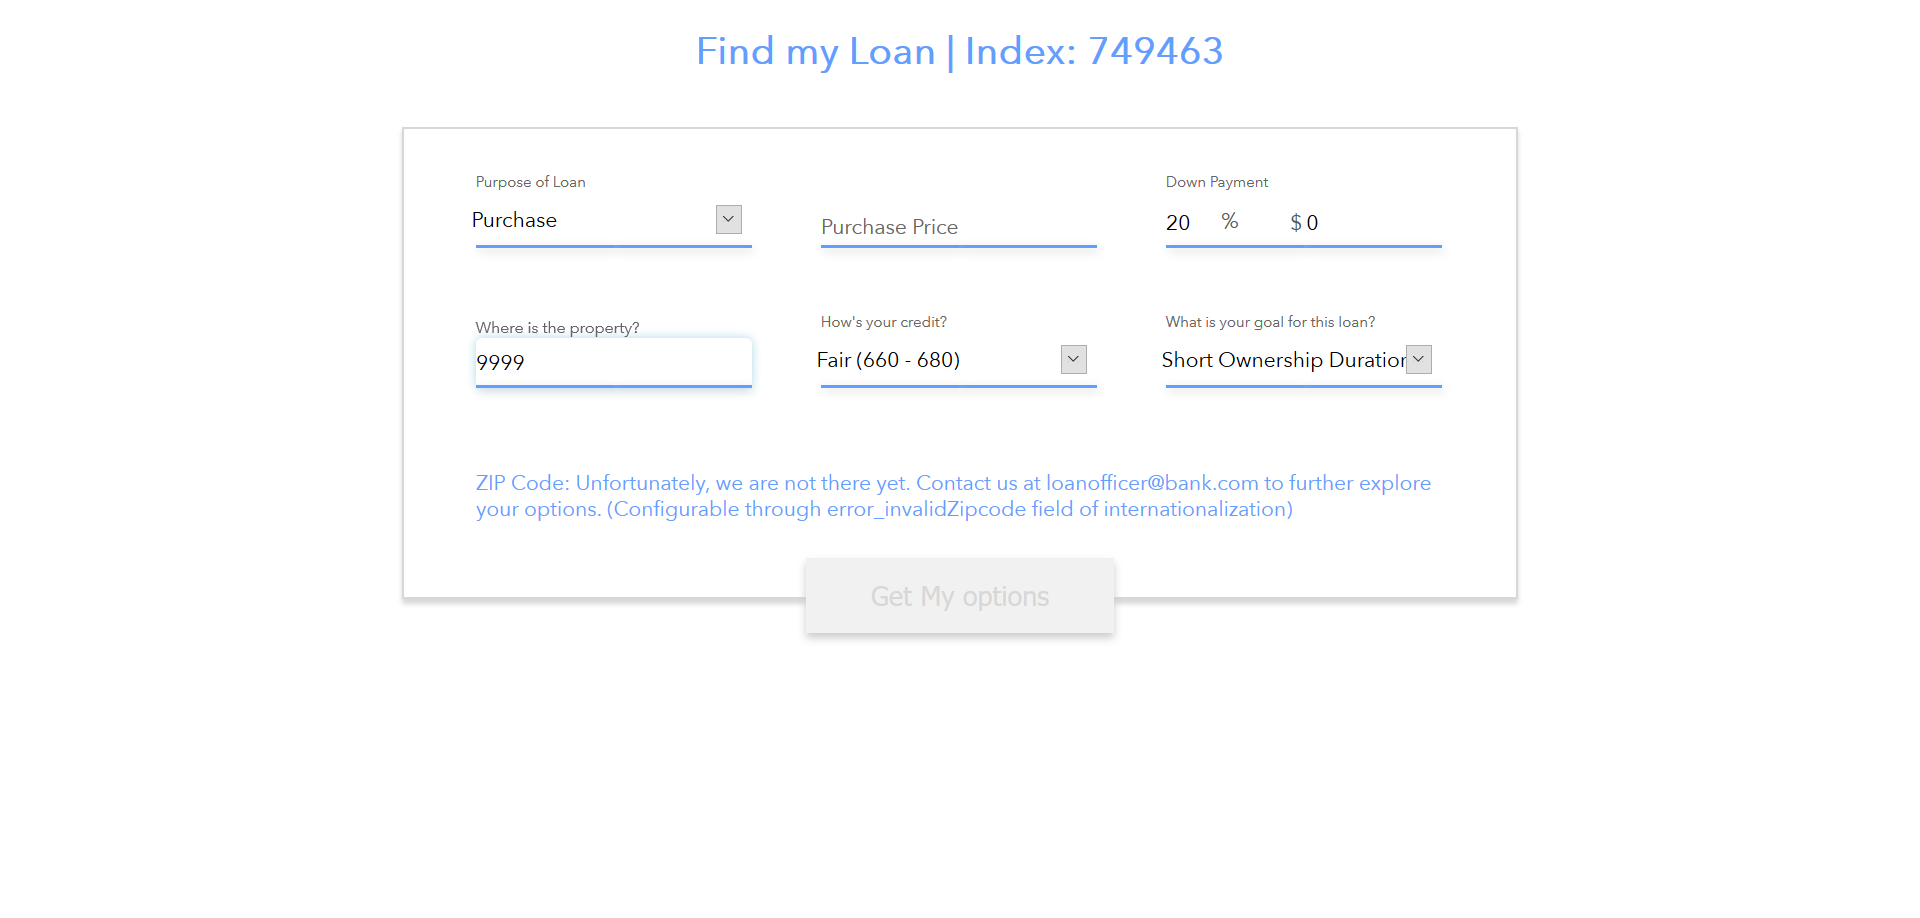 Find my Loan | Index: 749463
Purpose of Loan
Purchase
Purchase Price
Down Payment
20 % $ 0
Where is the property?
9999
How's your credit?
Fair (660 - 680)
What is your goal for this loan?
Short Ownership Duration
ZIP Code: Unfortunately, we are not there yet. Contact us at loanofficer@bank.com to further explore
your options. (Configurable through error_invalidZipcode field of internationalization)
Get My options